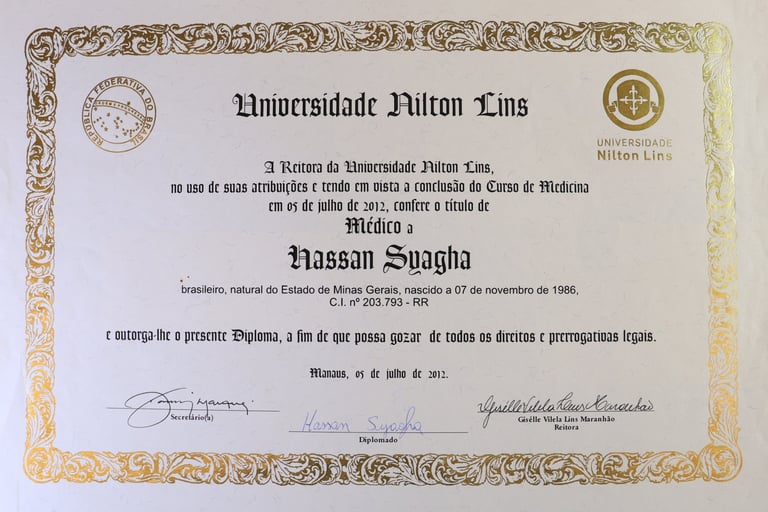 Universidade Nilton Lins
REPÚBLICA FEDERATIVA DO BRASIL
UNIVERSIDADE
Nilton Lins
A Reitora da Universidade Nilton Lins,
no uso de suas atribuições e tendo em vista a conclusão do Curso de Medicina
em 05 de julho de 2012, confere o título de
Médico a
Hassan Syagha
brasileiro, natural do Estado de Minas Gerais, nascido a 07 de novembro de 1986,
C.I. nº 203.793 - RR
e outorga-lhe o presente Diploma, a fim de que possa gozar de todos os direitos e prerrogativas legais.
Manaus, 05 de julho de 2012.
Secretário(a)
Hassan Syagha
Diplomado
Gisélle Vilela Lins Maranhão
Gisélle Vilela Lins Maranhão
Reitora